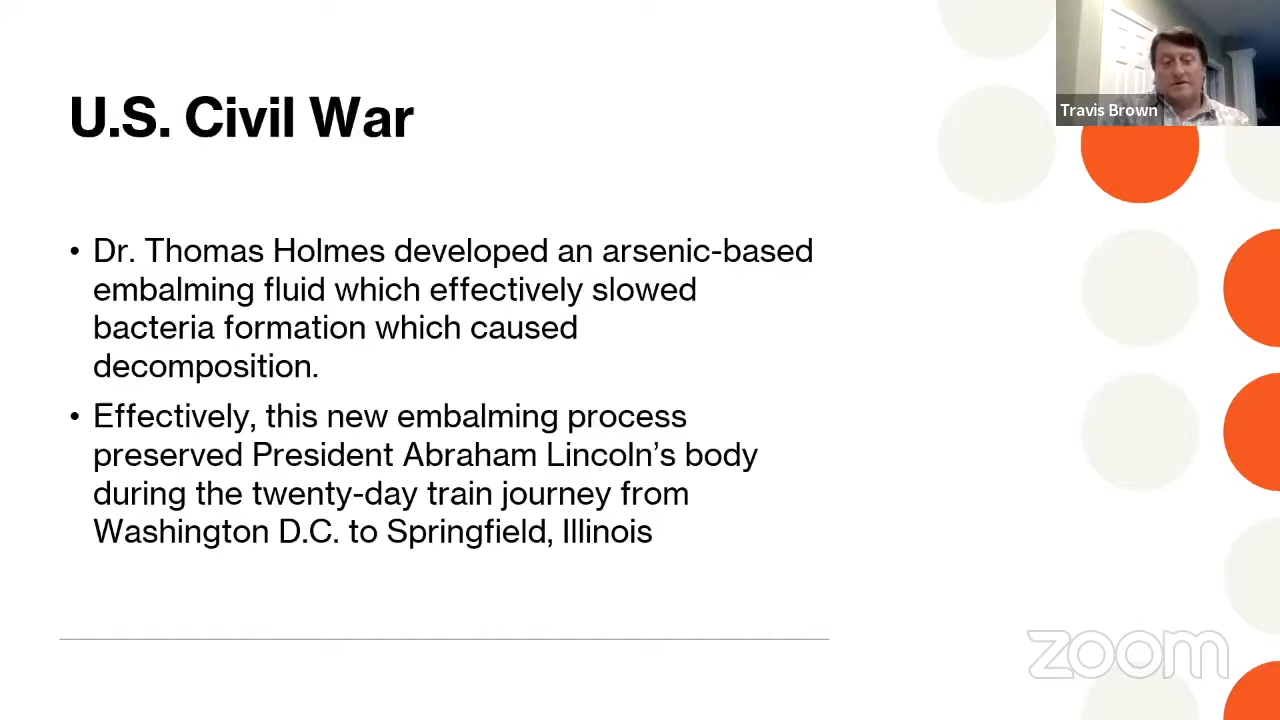 U.S. Civil War
Travis Brown
• Dr. Thomas Holmes developed an arsenic-based
embalming fluid which effectively slowed
bacteria formation which caused
decomposition.
• Effectively, this new embalming process
preserved President Abraham Lincoln’s body
during the twenty-day train journey from
Washington D.C. to Springfield, Illinois
zoom